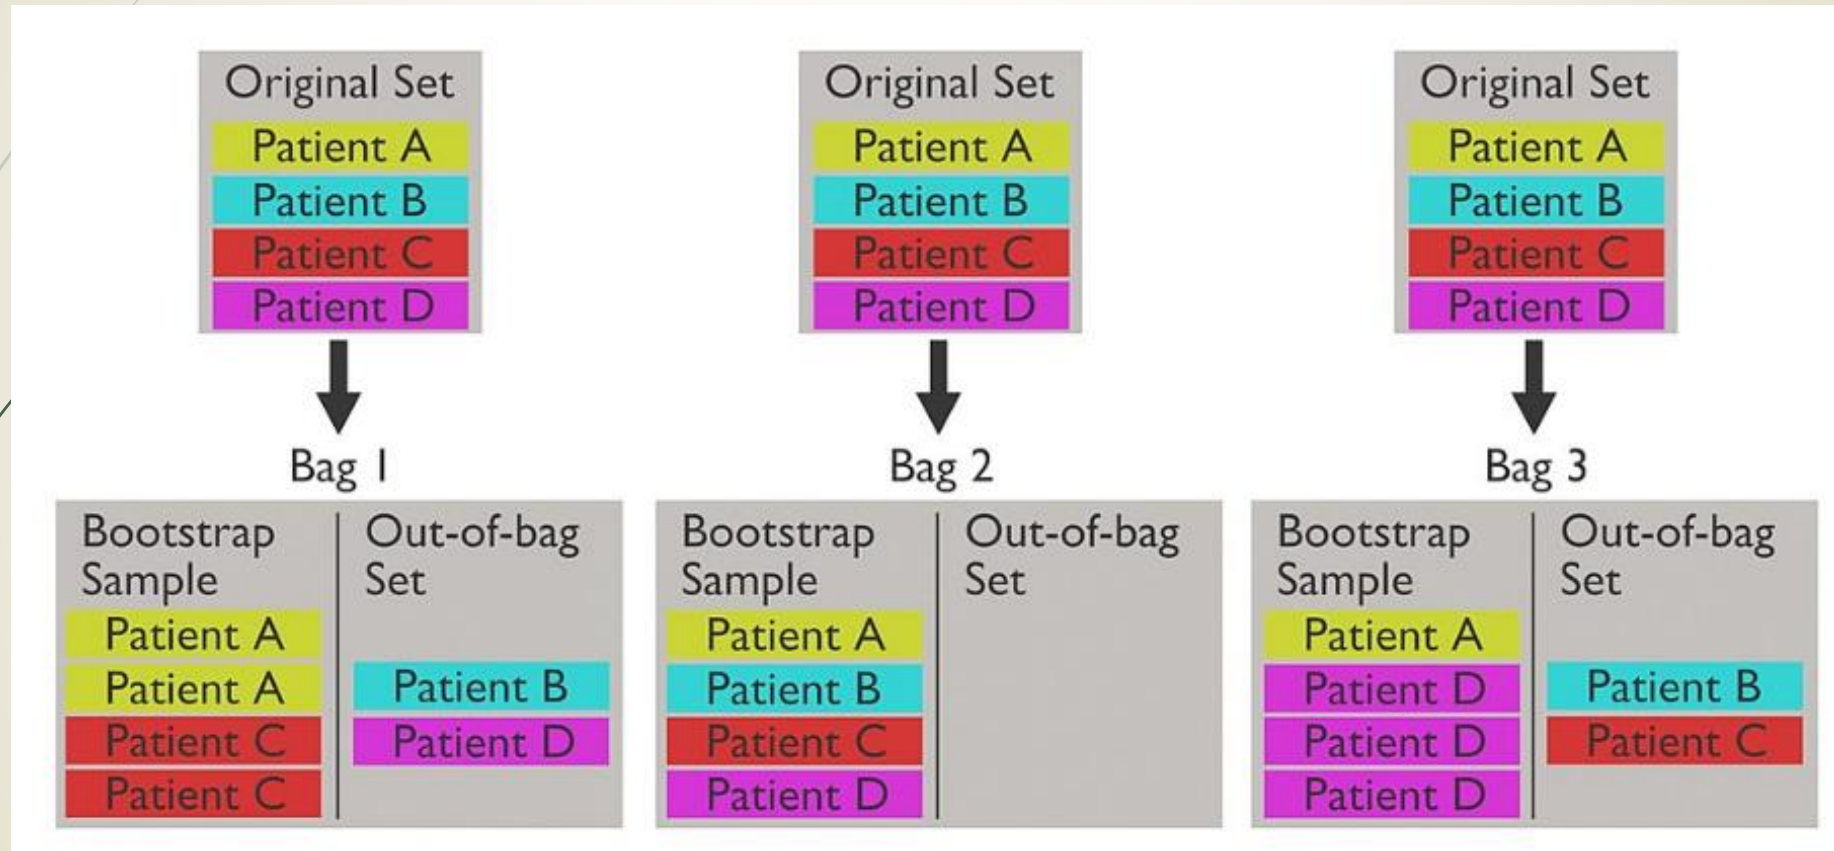 Original Set
Patient A
Patient B
Patient C
Patient D
Original Set
Patient A
Patient B
Patient C
Patient D
Original Set
Patient A
Patient B
Patient C
Patient D
Bag 1
Bootstrap
Sample
Patient A
Patient A
Patient C
Patient C
Out-of-bag
Set
Patient B
Patient D
Bag 2
Bootstrap
Sample
Patient A
Patient B
Patient C
Patient D
Out-of-bag
Set
Bag 3
Bootstrap
Sample
Patient A
Patient D
Patient D
Patient D
Out-of-bag
Set
Patient B
Patient C